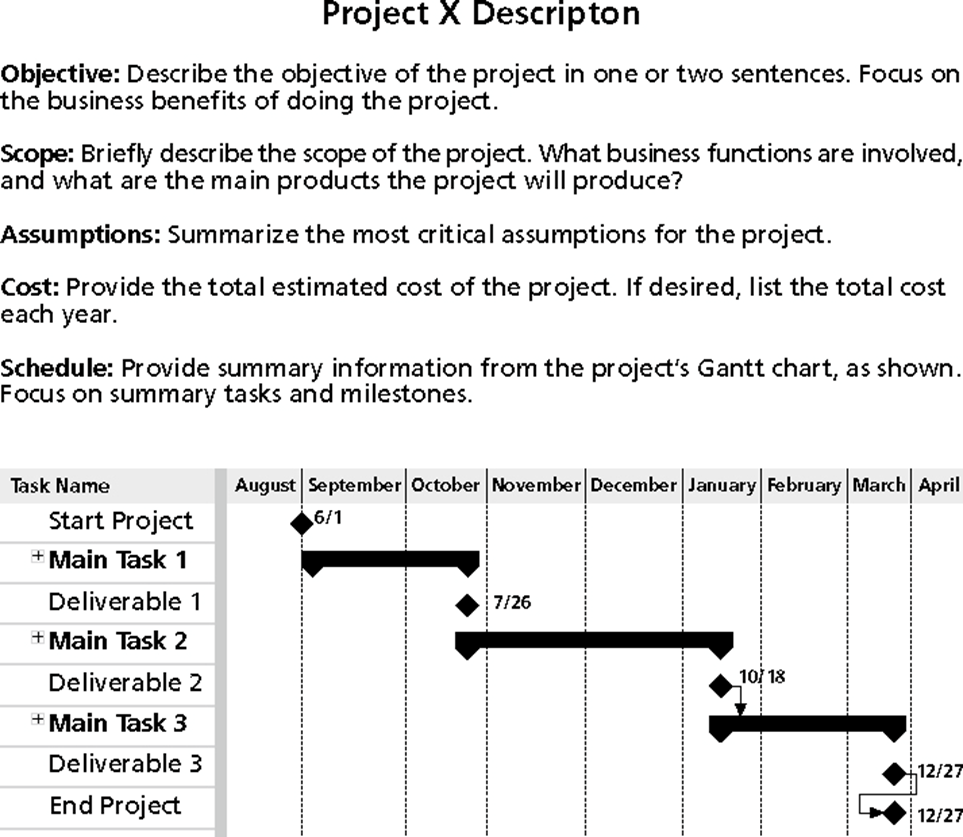 Project X Descripton
Objective: Describe the objective of the project in one or two sentences. Focus on
the business benefits of doing the project.
Scope: Briefly describe the scope of the project. What business functions are involved,
and what are the main products the project will produce?
Assumptions: Summarize the most critical assumptions for the project.
Cost: Provide the total estimated cost of the project. If desired, list the total cost
each year.
Schedule: Provide summary information from the project’s Gantt chart, as shown.
Focus on summary tasks and milestones.
Task Name August September October November December January February March April
Start Project 6/1
Main Task 1
Deliverable 1 7/26
Main Task 2
Deliverable 2 10/18
Main Task 3
Deliverable 3 12/27
End Project 12/27